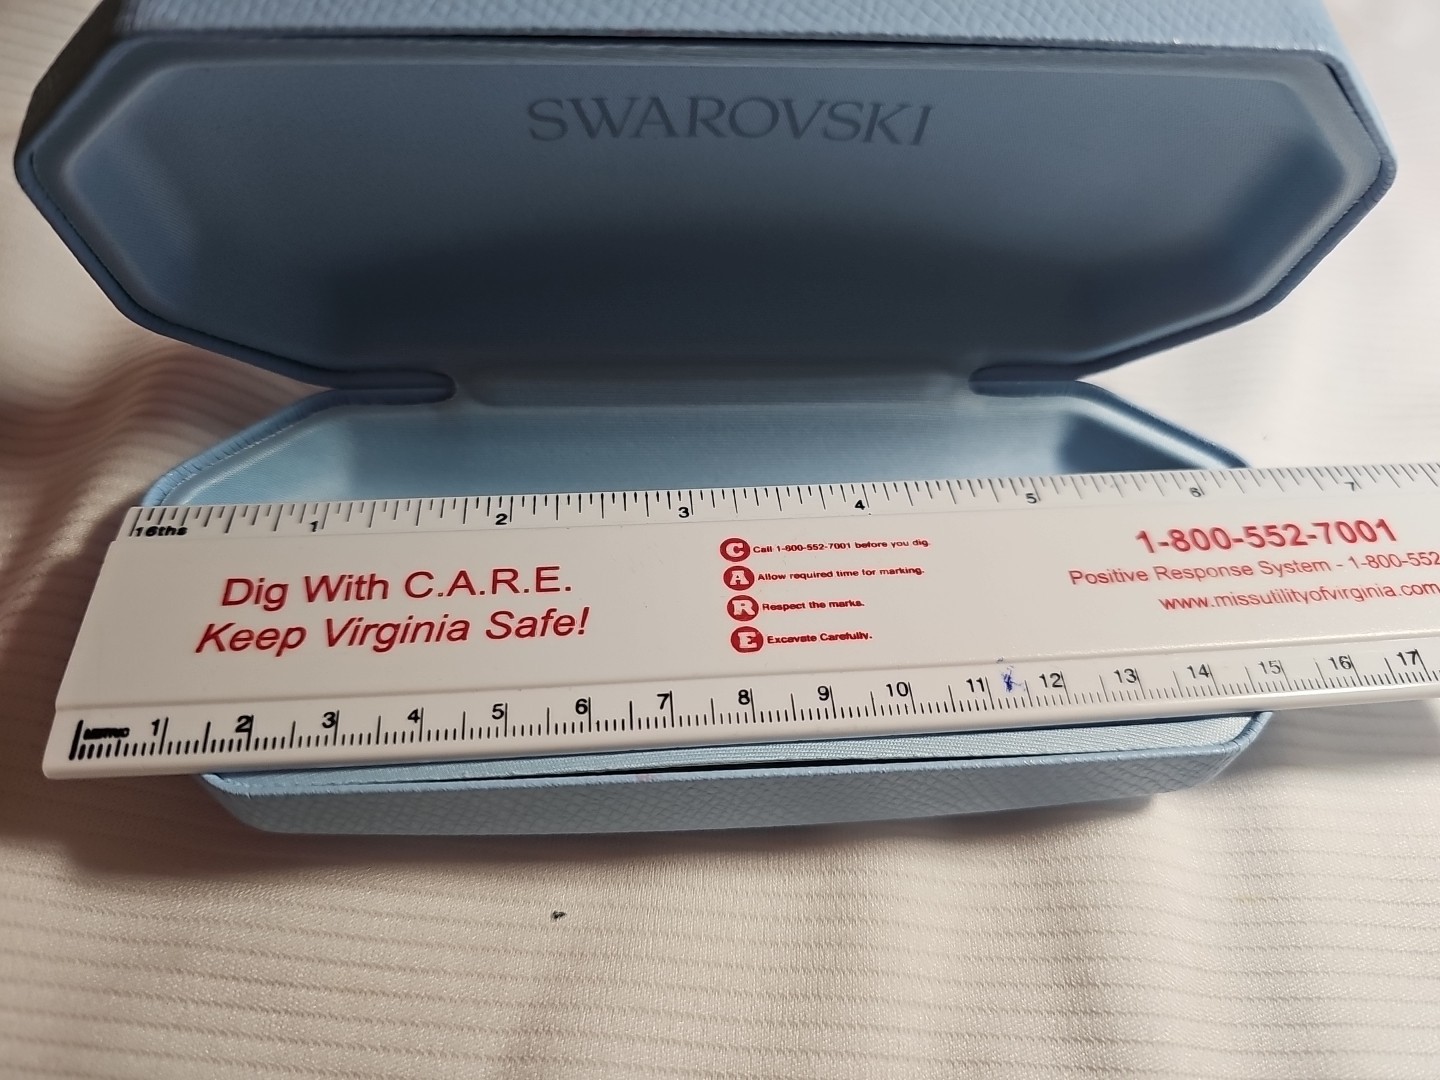 SWAROVSKI
16ths 1 2 3 4 5 6 7
Dig With C.A.R.E.
Keep Virginia Safe!
C Call 1-800-552-7001 before you dig.
A Allow required time for marking.
R Respect the marks.
E Excavate Carefully.
1-800-552-7001
Positive Response System - 1-800-552
www.missutilityofvirginia.com
METRIC 1 2 3 4 5 6 7 8 9 10 11 12 13 14 15 16 17